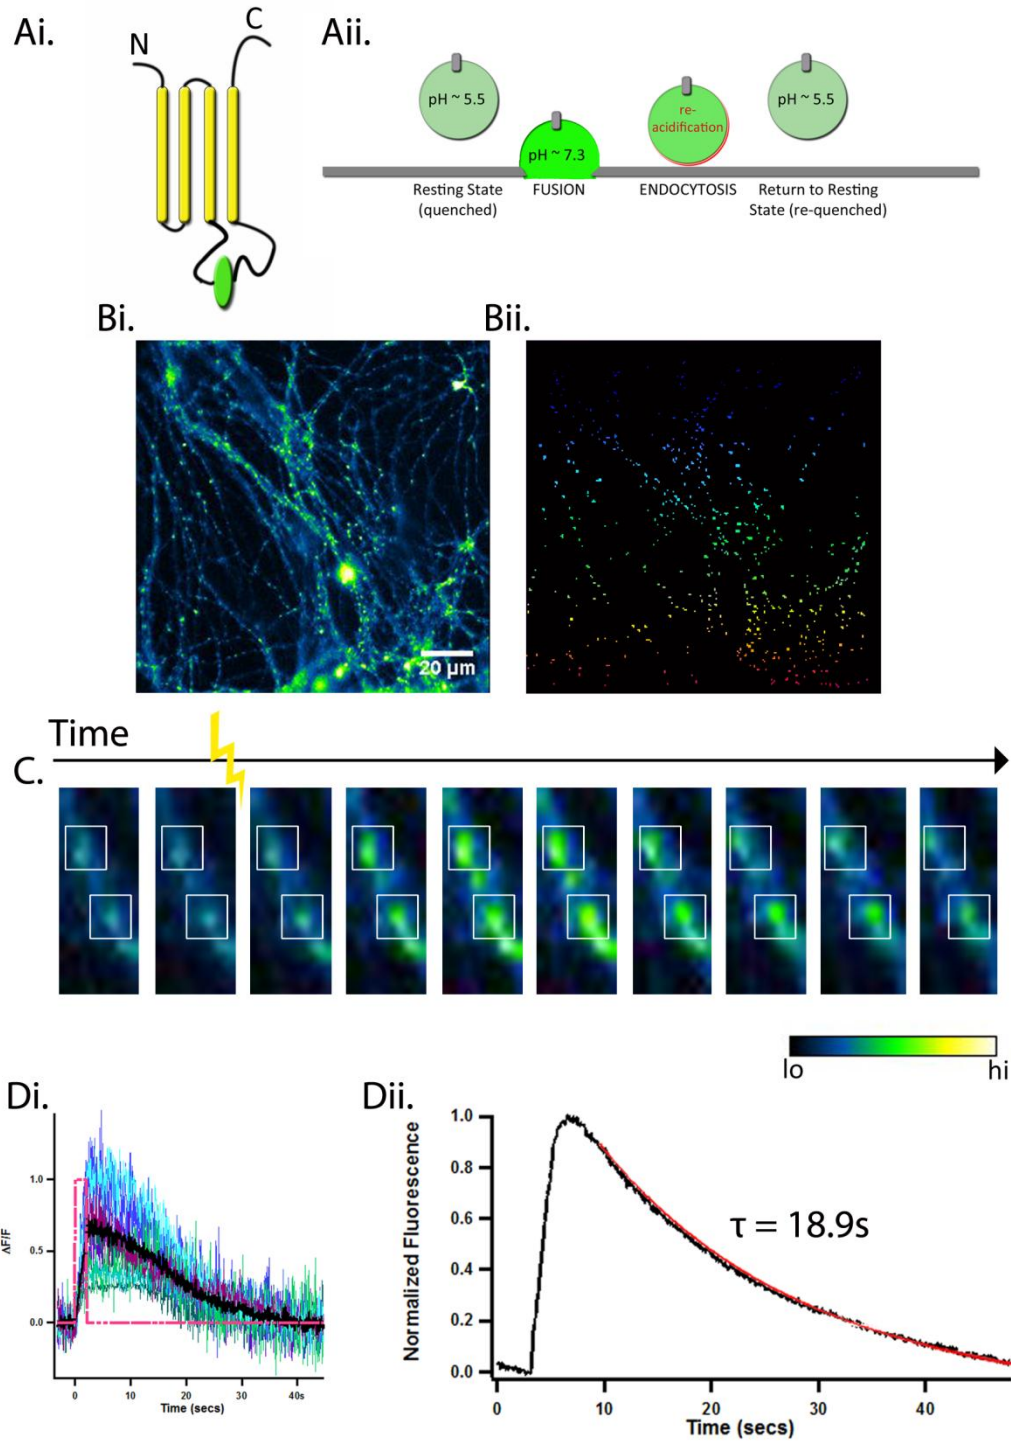 Ai.
N
C
Aii.
pH ~ 5.5
pH ~ 7.3
re-
acidification
pH ~ 5.5
Resting State
(quenched)
FUSION
ENDOCYTOSIS
Return to Resting
State (re-quenched)
Bi.
Bii.
20 µm
Time
C.
lo
hi
Di.
1.0
0.5
0.0
ΔF/F
0
10
20
30
40s
Time (secs)
Dii.
1.0
0.8
0.6
0.4
0.2
0.0
Normalized Fluorescence
τ = 18.9s
0
10
20
30
40
Time (secs)